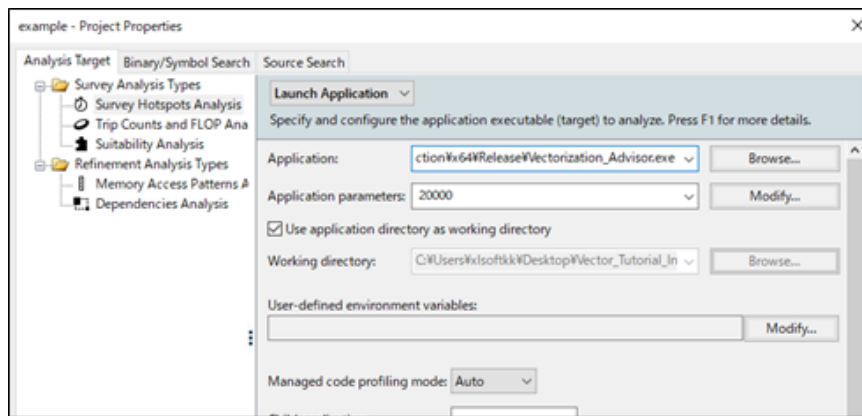 example - Project Properties
Analysis Target
Binary/Symbol Search
Source Search
Survey Analysis Types
Survey Hotspots Analysis
Trip Counts and FLOP Ana
Suitability Analysis
Refinement Analysis Types
Memory Access Patterns A
Dependencies Analysis
Launch Application
Specify and configure the application executable (target) to analyze. Press F1 for more details.
Application: ction¥x64¥Release¥Vectorization_Advisor.exe Browse...
Application parameters: 20000 Modify...
Use application directory as working directory
Working directory: C:¥Users¥xlsoftkk¥Desktop¥Vector_Tutorial_In Browse...
User-defined environment variables:
Modify...
Managed code profiling mode: Auto